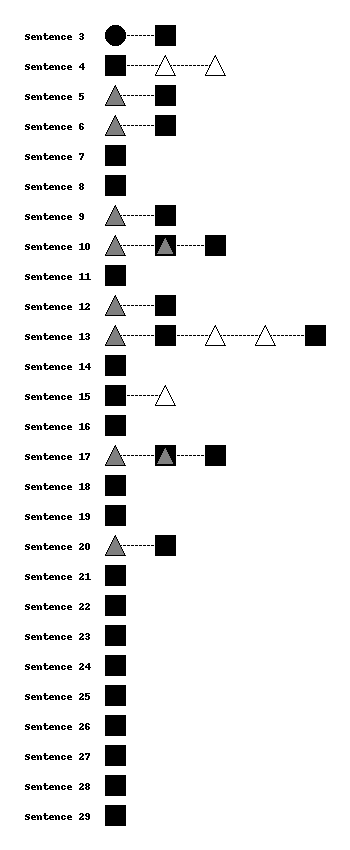 Sentence 3
Sentence 4
Sentence 5
Sentence 6
Sentence 7
Sentence 8
Sentence 9
Sentence 10
Sentence 11
Sentence 12
Sentence 13
Sentence 14
Sentence 15
Sentence 16
Sentence 17
Sentence 18
Sentence 19
Sentence 20
Sentence 21
Sentence 22
Sentence 23
Sentence 24
Sentence 25
Sentence 26
Sentence 27
Sentence 28
Sentence 29